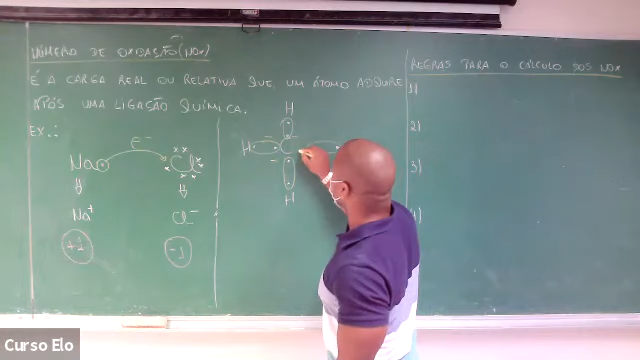 NÚMERO DE OXIDAÇÃO (NOX)
É A CARGA REAL OU RELATIVA QUE UM ÁTOMO ADQUIRE
APÓS UMA LIGAÇÃO QUÍMICA.
EX.:
e⁻
Na
Cl
Na⁺
Cl⁻
+1
-1
H
H
C
H
REGRAS PARA O CÁLCULO DOS NOX
1)
2)
3)
4)
Curso Elo